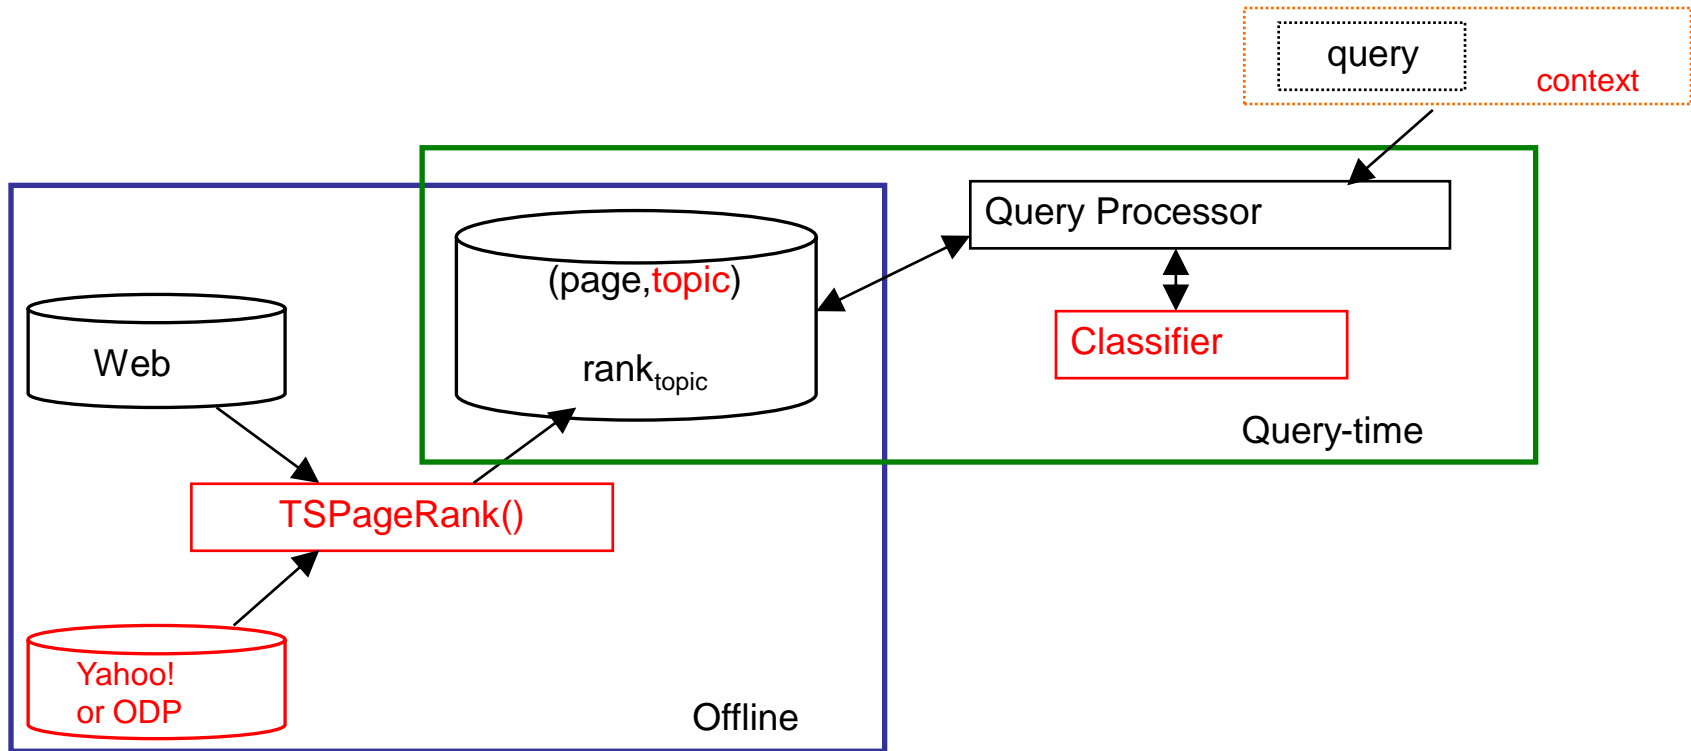 query
context
Query Processor
(page,topic)
Classifier
Web
rank_topic
Query-time
TSPageRank()
Yahoo!
or ODP
Offline